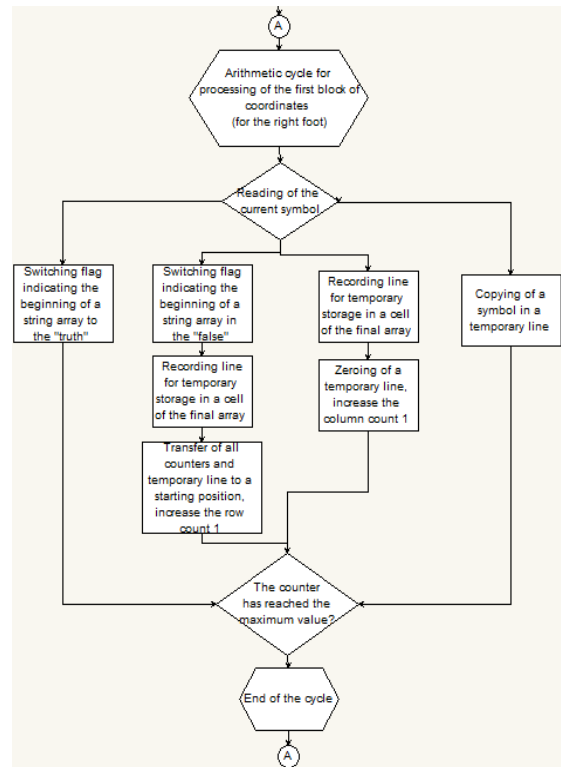 A
Arithmetic cycle for
processing of the first block of
coordinates
(for the right foot)
Reading of the
current symbol
Switching flag
indicating the
beginning of a
string array to
the "truth"
Switching flag
indicating the
beginning of a
string array in
the "false"
Recording line
for temporary
storage in a cell
of the final array
Transfer of all
counters and
temporary line to a
starting position,
increase the row
count 1
Recording line
for temporary
storage in a cell
of the final array
Zeroing of a
temporary line,
increase the
column count 1
Copying of a
symbol in a
temporary line
The counter
has reached the
maximum value?
End of the
cycle
A